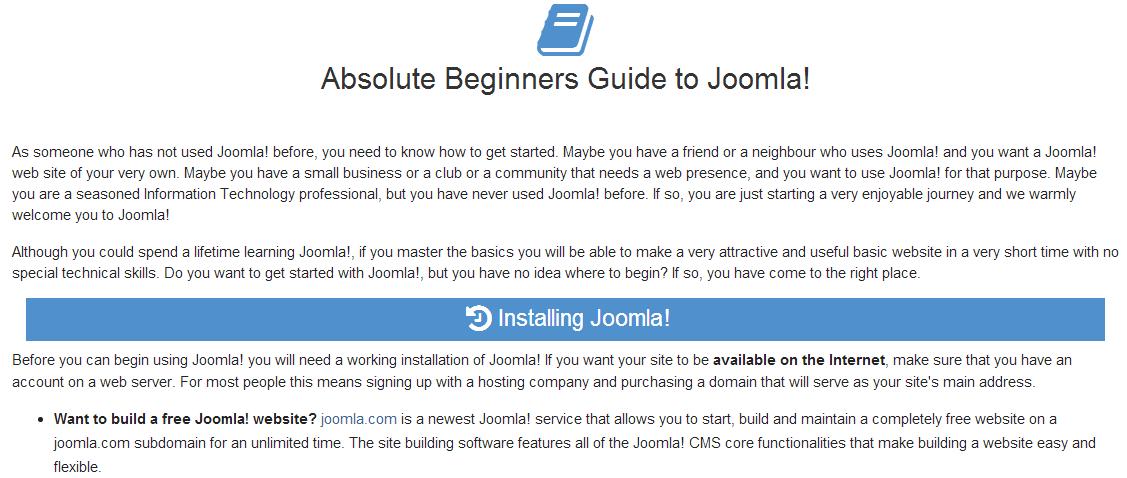 Absolute Beginners Guide to Joomla!
As someone who has not used Joomla! before, you need to know how to get started. Maybe you have a friend or a neighbour who uses Joomla! and you want a Joomla!
web site of your very own. Maybe you have a small business or a club or a community that needs a web presence, and you want to use Joomla! for that purpose. Maybe
you are a seasoned Information Technology professional, but you have never used Joomla! before. If so, you are just starting a very enjoyable journey and we warmly
welcome you to Joomla!
Although you could spend a lifetime learning Joomla!, if you master the basics you will be able to make a very attractive and useful basic website in a very short time with no
special technical skills. Do you want to get started with Joomla!, but you have no idea where to begin? If so, you have come to the right place.
Installing Joomla!
Before you can begin using Joomla! you will need a working installation of Joomla! If you want your site to be available on the Internet, make sure that you have an
account on a web server. For most people this means signing up with a hosting company and purchasing a domain that will serve as your site's main address.
• Want to build a free Joomla! website? joomla.com is a newest Joomla! service that allows you to start, build and maintain a completely free website on a
joomla.com subdomain for an unlimited time. The site building software features all of the Joomla! CMS core functionalities that make building a website easy and
flexible.